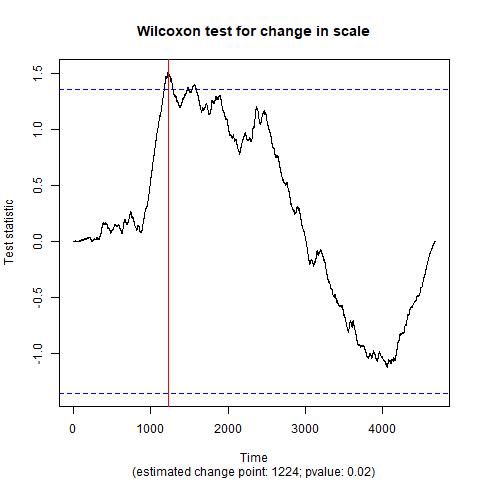 Wilcoxon test for change in scale
Test statistic
1.5
1.0
0.5
0.0
-0.5
-1.0
0
1000
2000
3000
4000
Time
(estimated change point: 1224; pvalue: 0.02)